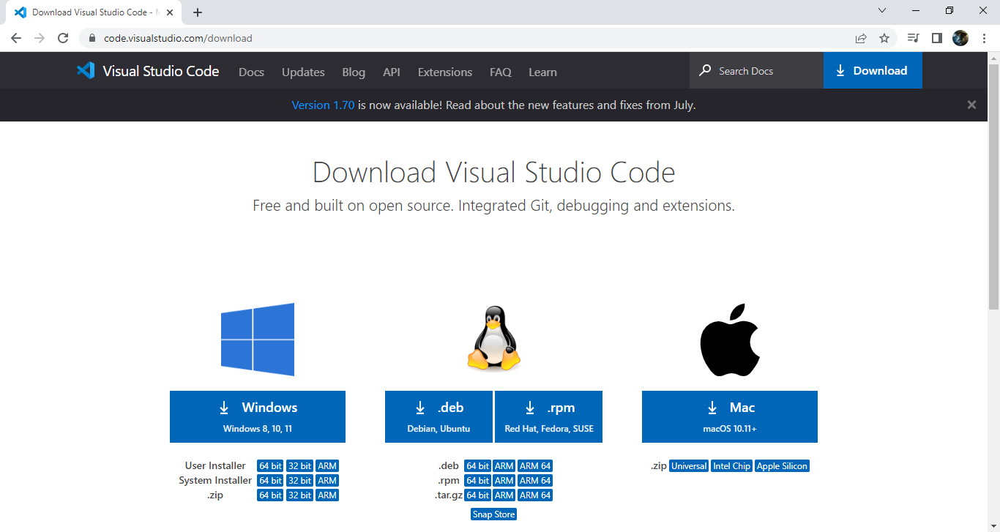 Download Visual Studio Code -
code.visualstudio.com/download
Visual Studio Code Docs Updates Blog API Extensions FAQ Learn Search Docs Download
Version 1.70 is now available! Read about the new features and fixes from July.
Download Visual Studio Code
Free and built on open source. Integrated Git, debugging and extensions.
Windows
Windows 8, 10, 11
User Installer 64 bit 32 bit ARM
System Installer 64 bit 32 bit ARM
.zip 64 bit 32 bit ARM
.deb
Debian, Ubuntu
.rpm
Red Hat, Fedora, SUSE
.deb 64 bit ARM ARM 64
.rpm 64 bit ARM ARM 64
.tar.gz 64 bit ARM ARM 64
Snap Store
Mac
macOS 10.11+
.zip Universal Intel Chip Apple Silicon